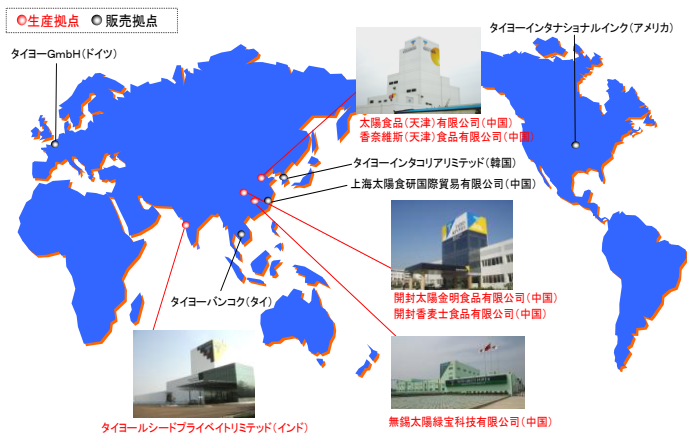 生産拠点 販売拠点
タイヨーGmbH(ドイツ)
タイヨーインタナショナルインク(アメリカ)
太陽食品(天津)有限公司(中国)
香奈維斯(天津)食品有限公司(中国)
タイヨーインタコリアリミテッド(韓国)
上海太陽食研国際貿易有限公司(中国)
開封太陽金明食品有限公司(中国)
開封香麦士食品有限公司(中国)
タイヨーバンコク(タイ)
無錫太陽緑宝科技有限公司(中国)
タイヨールシードプライベイトリミテッド(インド)